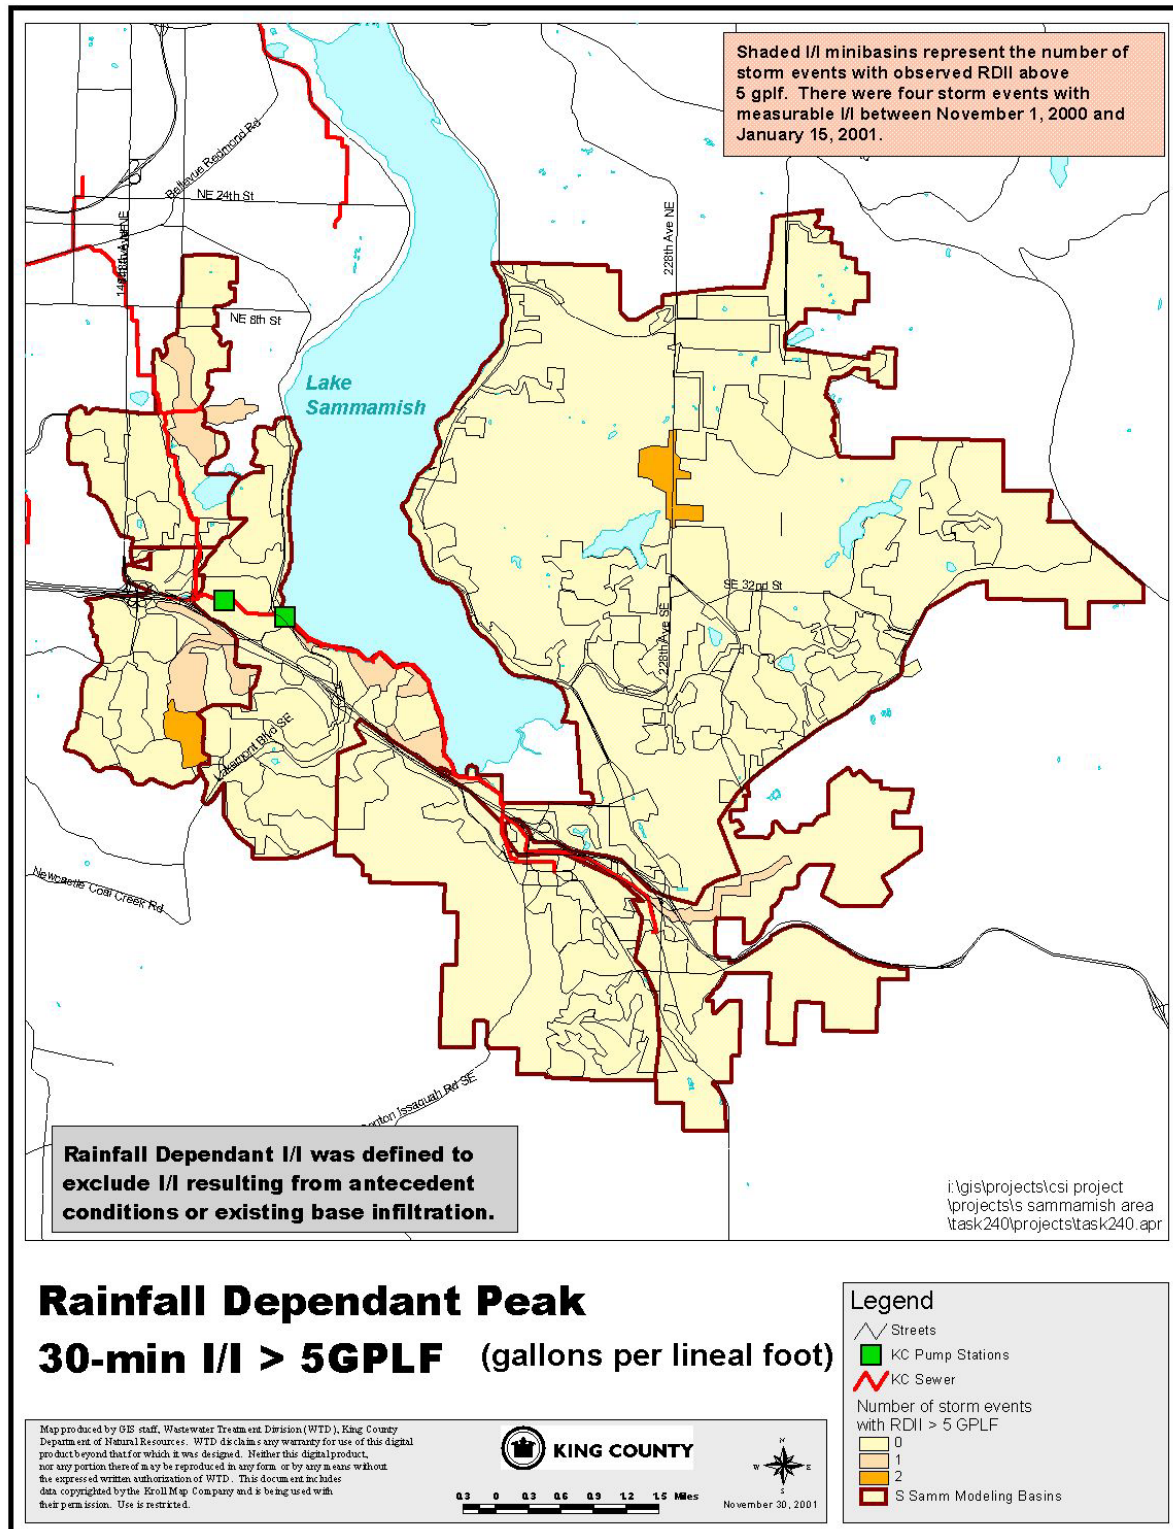 Shaded I/I minibasins represent the number of
storm events with observed RDII above
5 gplf. There were four storm events with
measurable I/I between November 1, 2000 and
January 15, 2001.
Bellevue Redmond Rd
NE 24th St
228th Ave NE
NE 8th St
Lake
Sammamish
SE 32nd St
228th Ave SE
Lakemont Blvd SE
Newcastle Coal Creek Rd
Issaquah Rd SE
Rainfall Dependant I/I was defined to
exclude I/I resulting from antecedent
conditions or existing base infiltration.
i:\gis\projects\csi project
\projects\s sammamish area
\task240\projects\task240.apr
Rainfall Dependant Peak
30-min I/I > 5GPLF (gallons per lineal foot)
Legend
Streets
KC Pump Stations
KC Sewer
Number of storm events
with RDII > 5 GPLF
0
1
2
S Samm Modeling Basins
Map produced by GIS staff, Wastewater Treatment Division (WTD), King County
Department of Natural Resources. WTD disclaims any warranty for use of this digital
product beyond that for which it was designed. Neither this digital product,
nor any portion thereof may be reproduced in any form or by any means without
the expressed written authorization of WTD. This document includes
data copyrighted by the Kroll Map Company and is being used with
their permission. Use is restricted.
KING COUNTY
0.3 0 0.3 0.6 0.9 1.2 1.5 Miles
N
W E
S
November 30, 2001